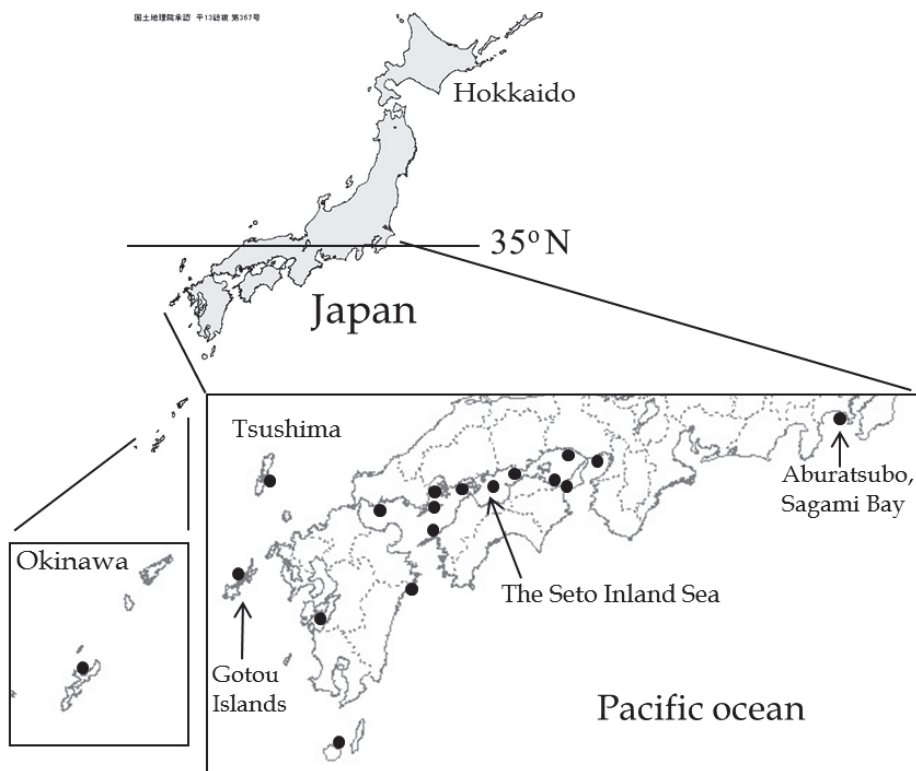 国土地理院承認 平13総複 第367号
Hokkaido
35° N
Japan
Tsushima
Aburatsubo,
Sagami Bay
Okinawa
The Seto Inland Sea
Gotou
Islands
Pacific ocean